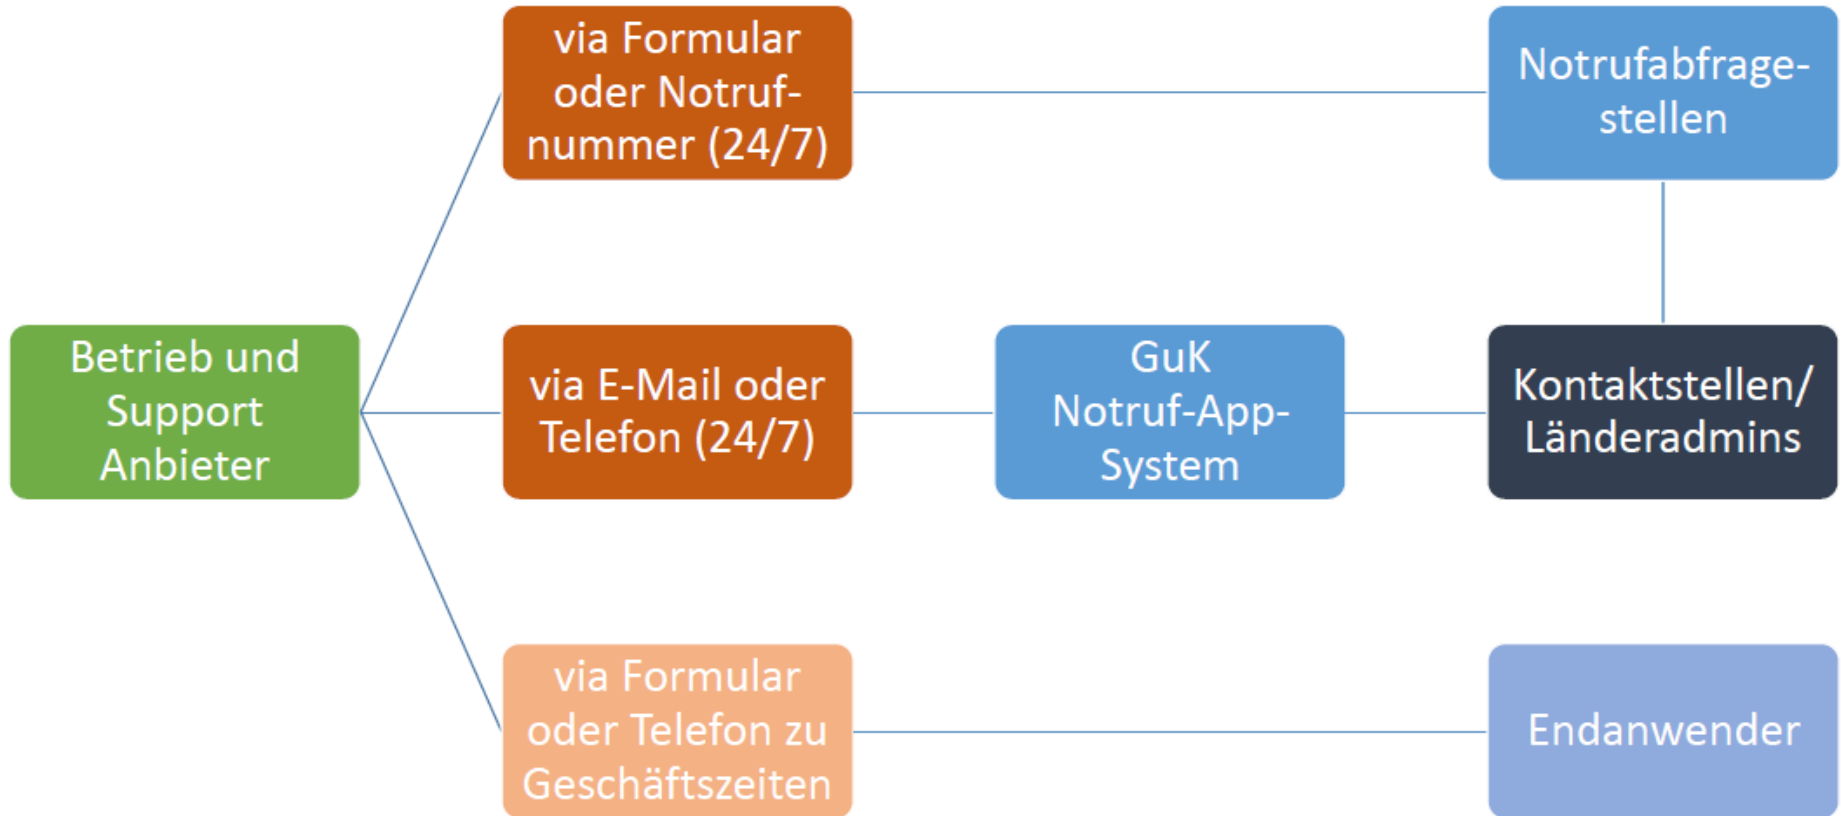 via Formular
oder Notruf-
nummer (24/7)
Notrufabfrage-
stellen
Betrieb und
Support
Anbieter
via E-Mail oder
Telefon (24/7)
GuK
Notruf-App-
System
Kontaktstellen/
Länderadmins
via Formular
oder Telefon zu
Geschäftszeiten
Endanwender